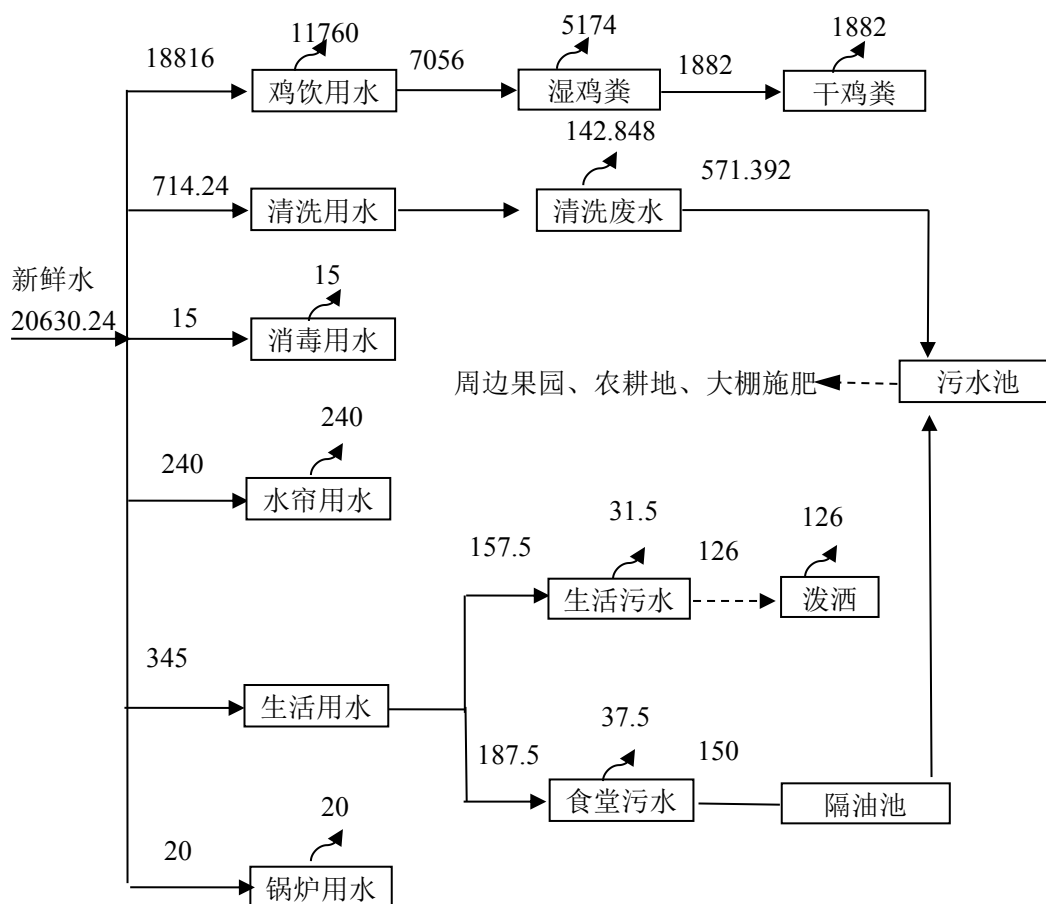 11760
5174
1882
18816
7056
1882
鸡饮用水
湿鸡粪
干鸡粪
142.848
714.24
571.392
清洗用水
清洗废水
新鲜水
15
20630.24
15
消毒用水
周边果园、农耕地、大棚施肥
污水池
240
240
水帘用水
31.5
126
157.5
126
生活污水
泼洒
345
生活用水
37.5
187.5
150
食堂污水
隔油池
20
20
锅炉用水